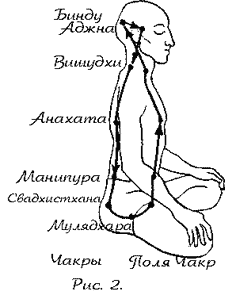 Бинду
Аджна
Вишудхи
Анахата
Манипура
Свадхистхана
Муладхара
Чакры Поля Чакр
Рис. 2.